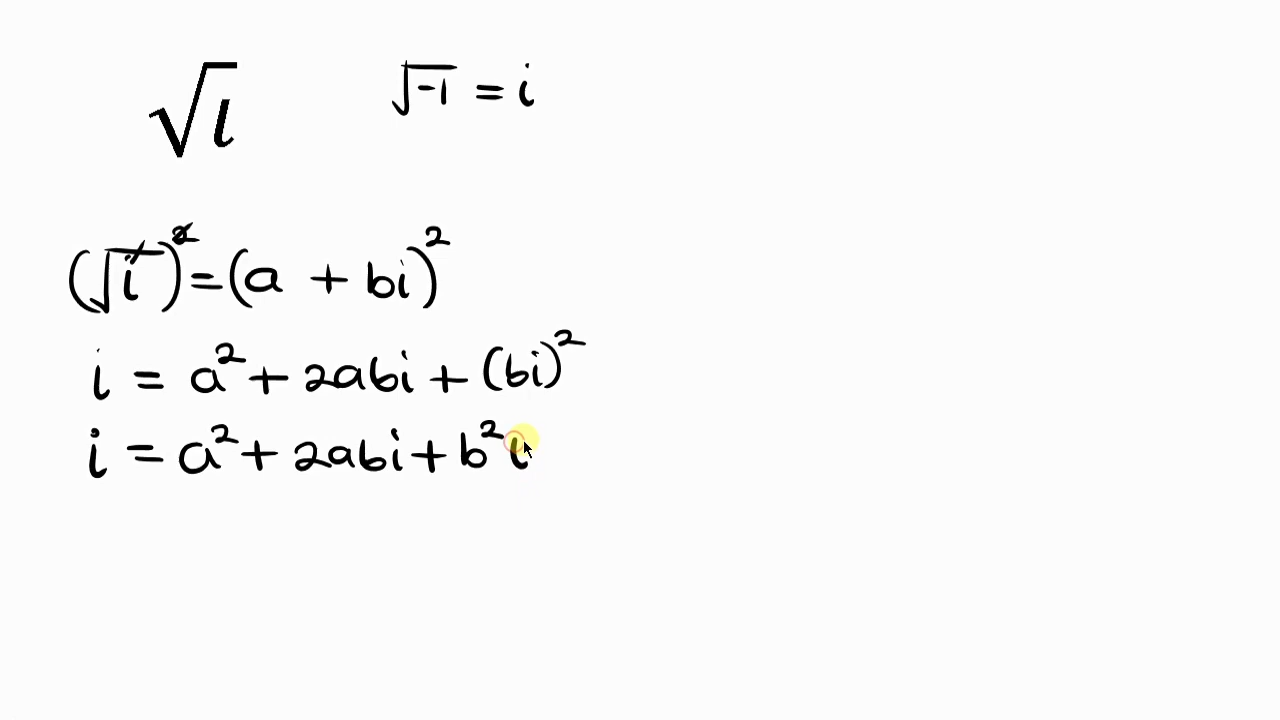 √i √-1 = i
(√i)² = (a + bi)²
i = a² + 2abi + (bi)²
i = a² + 2abi + b²i